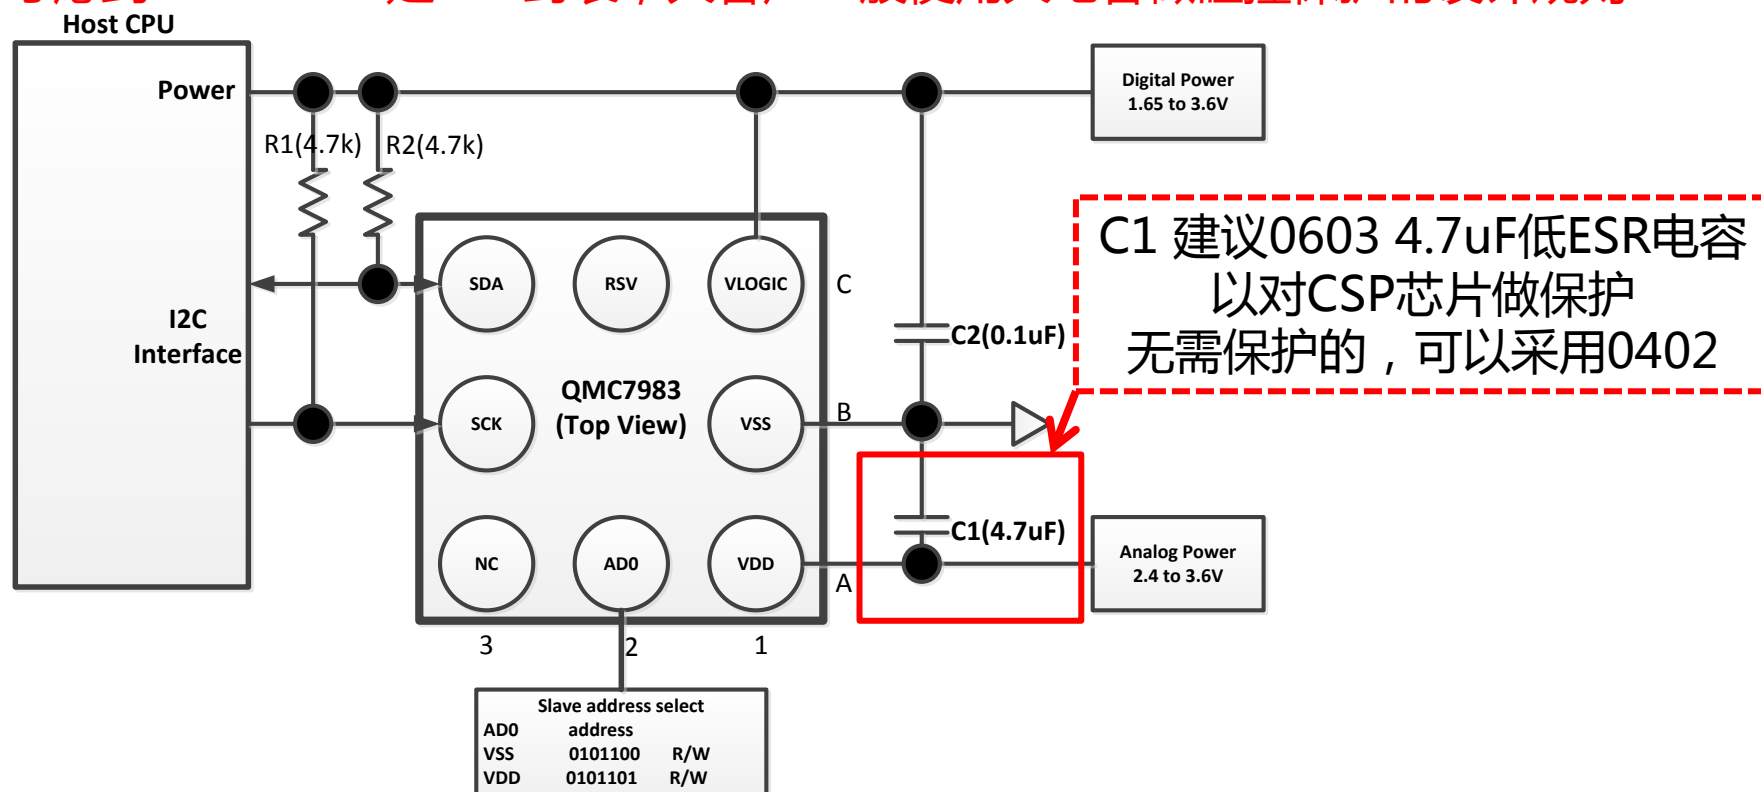 Host CPU
Power
R1(4.7k)
R2(4.7k)
Digital Power
1.65 to 3.6V
C1 建议0603 4.7uF低ESR电容
以对CSP芯片做保护
无需保护的，可以采用0402
SDA
RSV
VLOGIC
C
I2C
Interface
C2(0.1uF)
QMC7983
(Top View)
SCK
VSS
B
C1(4.7uF)
NC
AD0
VDD
A
Analog Power
2.4 to 3.6V
3
2
1
Slave address select
AD0 address
VSS 0101100 R/W
VDD 0101101 R/W